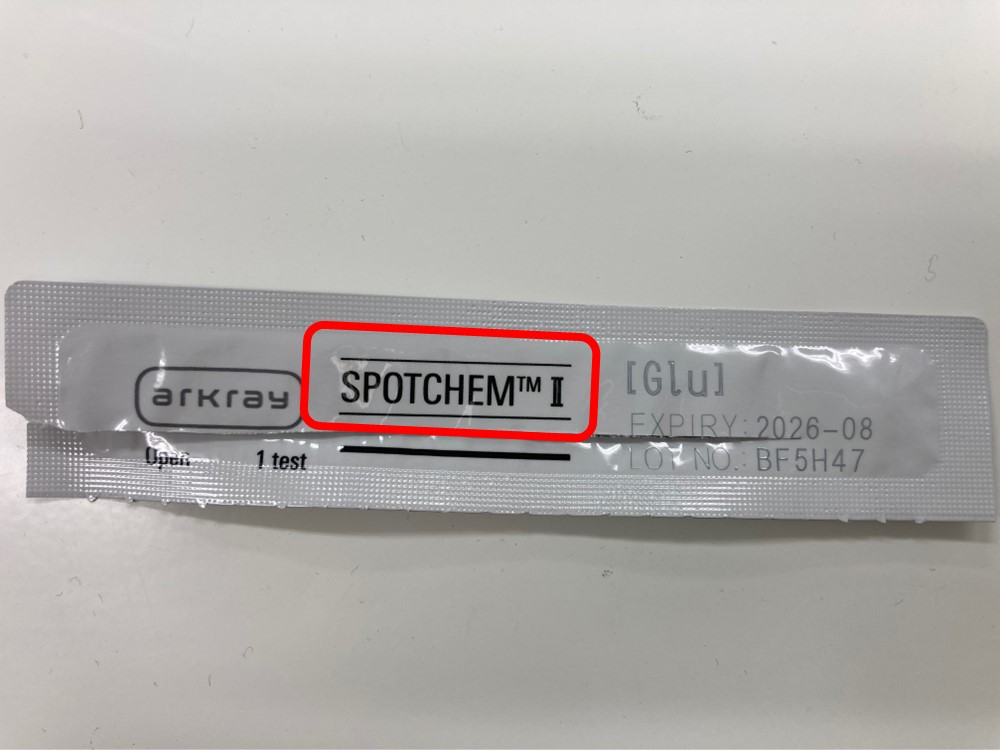 arkray
SPOTCHEM™ II
[Glu]
EXPIRY:2026-08
LOT NO.:BF5H47
Open
1 test